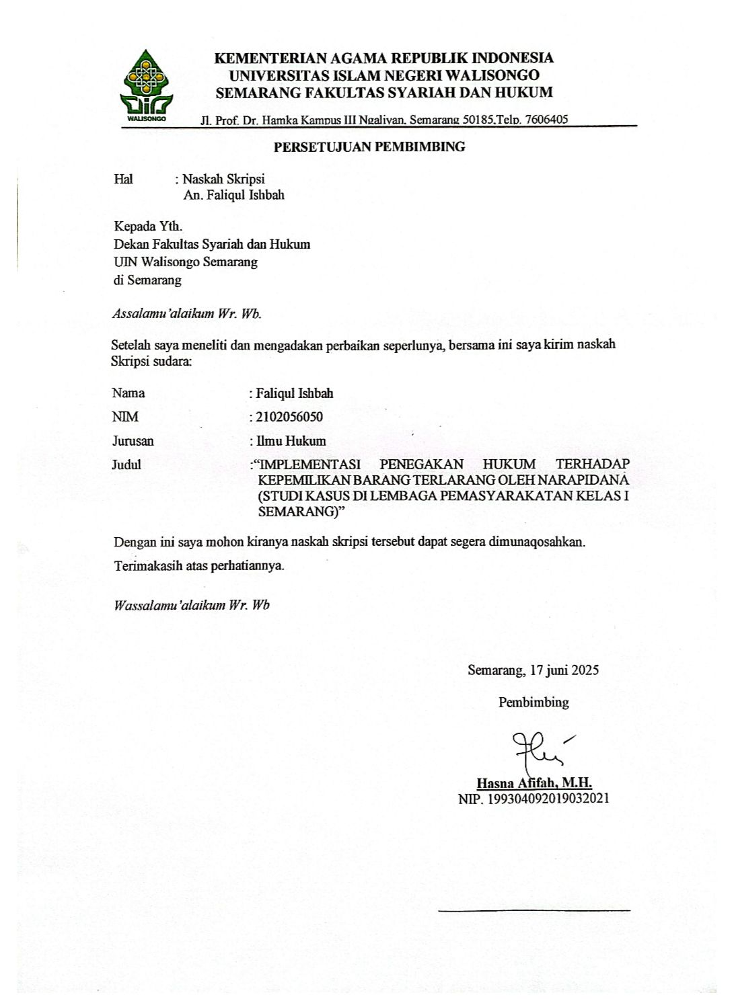 KEMENTERIAN AGAMA REPUBLIK INDONESIA
UNIVERSITAS ISLAM NEGERI WALISONGO
SEMARANG FAKULTAS SYARIAH DAN HUKUM
WALISONGO
Jl. Prof. Dr. Hamka Kampus III Ngaliyan, Semarang 50185,Telp. 7606405
PERSETUJUAN PEMBIMBING
Hal : Naskah Skripsi
An. Faliqul Ishbah
Kepada Yth.
Dekan Fakultas Syariah dan Hukum
UIN Walisongo Semarang
di Semarang
Assalamu’alaikum Wr. Wb.
Setelah saya meneliti dan mengadakan perbaikan seperlunya, bersama ini saya kirim naskah
Skripsi sudara:
Nama : Faliqul Ishbah
NIM : 2102056050
Jurusan : Ilmu Hukum
Judul :“IMPLEMENTASI PENEGAKAN HUKUM TERHADAP
KEPEMILIKAN BARANG TERLARANG OLEH NARAPIDANA
(STUDI KASUS DI LEMBAGA PEMASYARAKATAN KELAS I
SEMARANG)”
Dengan ini saya mohon kiranya naskah skripsi tersebut dapat segera dimunaqosahkan.
Terimakasih atas perhatiannya.
Wassalamu’alaikum Wr. Wb
Semarang, 17 juni 2025
Pembimbing
Hasna Afifah, M.H.
NIP. 199304092019032021